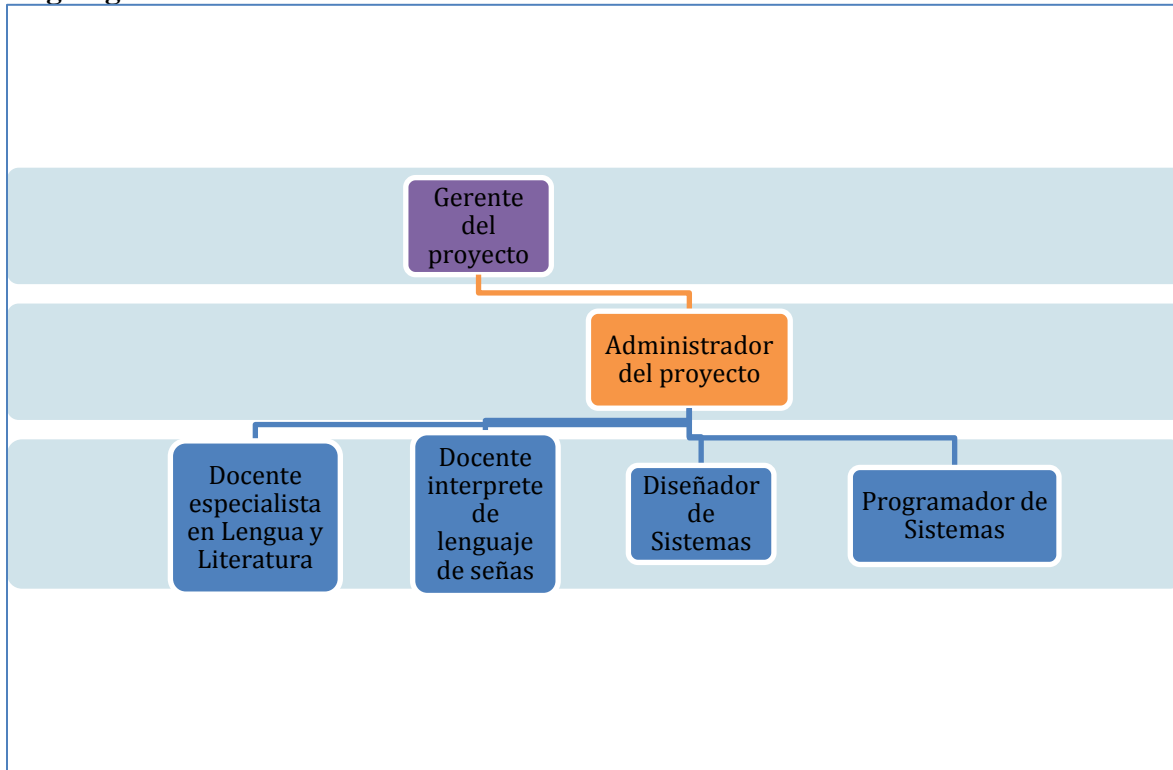 Gerente
del
proyecto
Administrador
del proyecto
Docente
especialista
en Lengua y
Literatura
Docente
interprete
de
lenguaje
de señas
Diseñador
de
Sistemas
Programador de
Sistemas